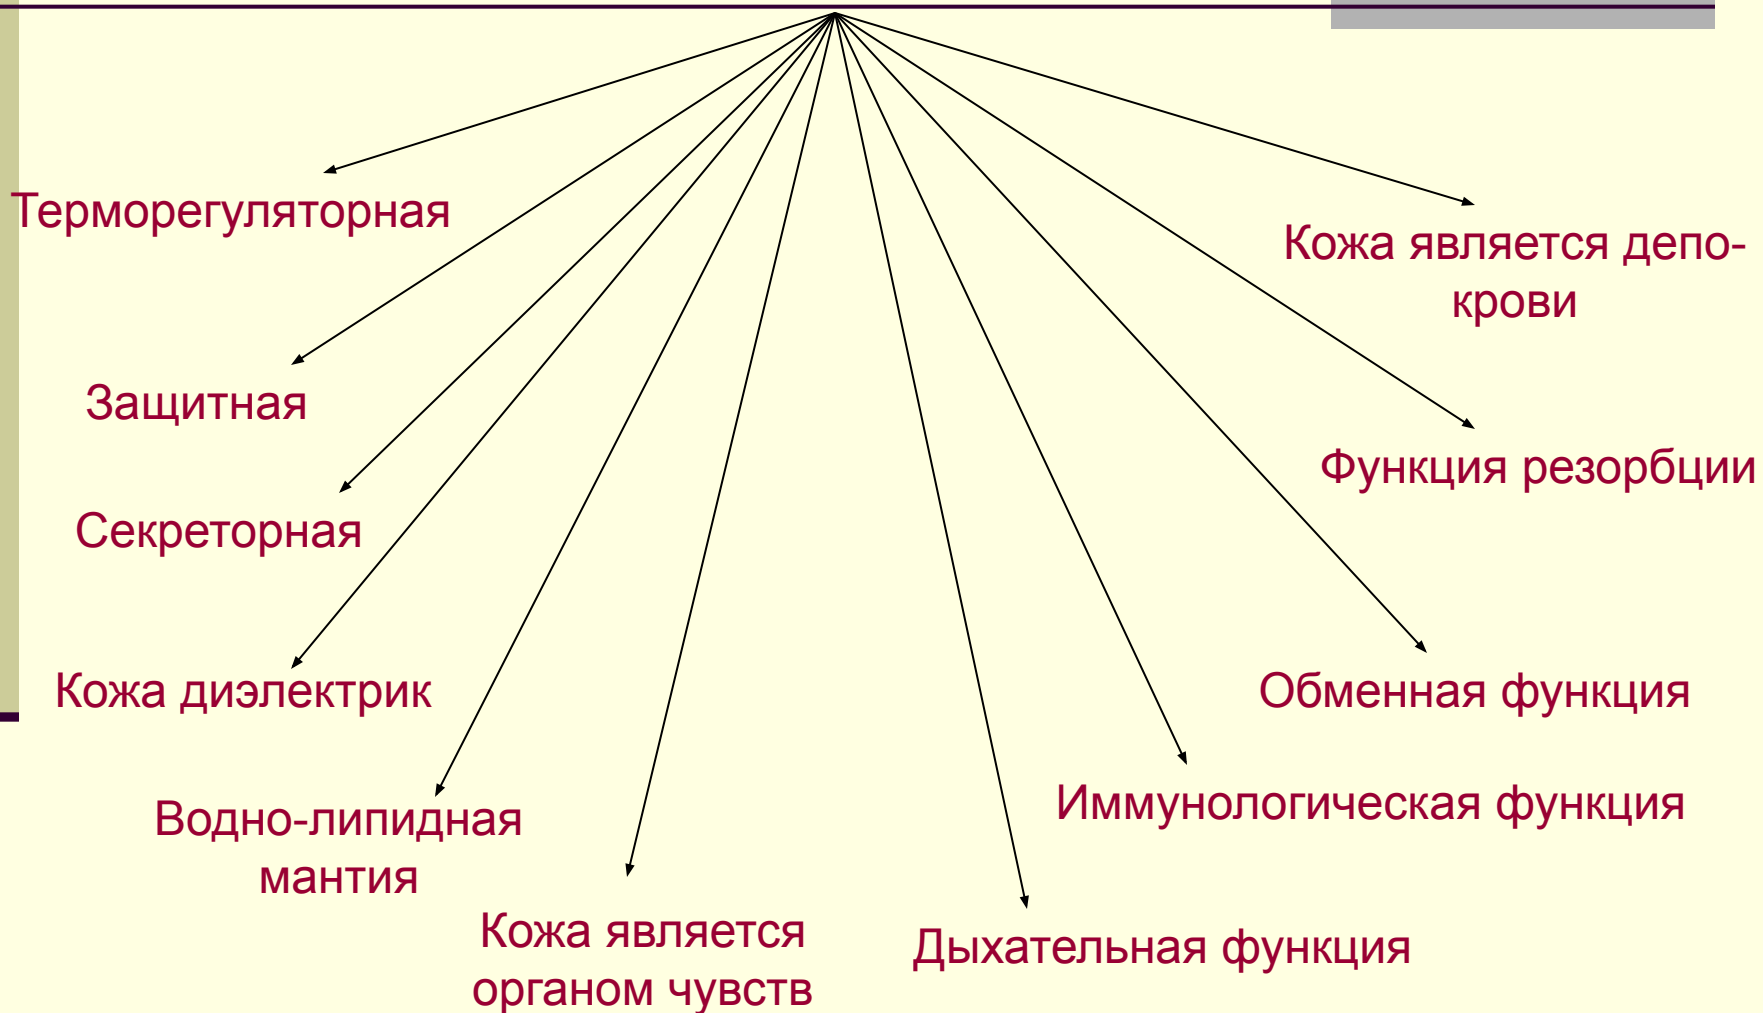 Терморегуляторная
Кожа является депо-
крови
Защитная
Функция резорбции
Секреторная
Кожа диэлектрик
Обменная функция
Водно-липидная
мантия
Иммунологическая функция
Кожа является
органом чувств
Дыхательная функция